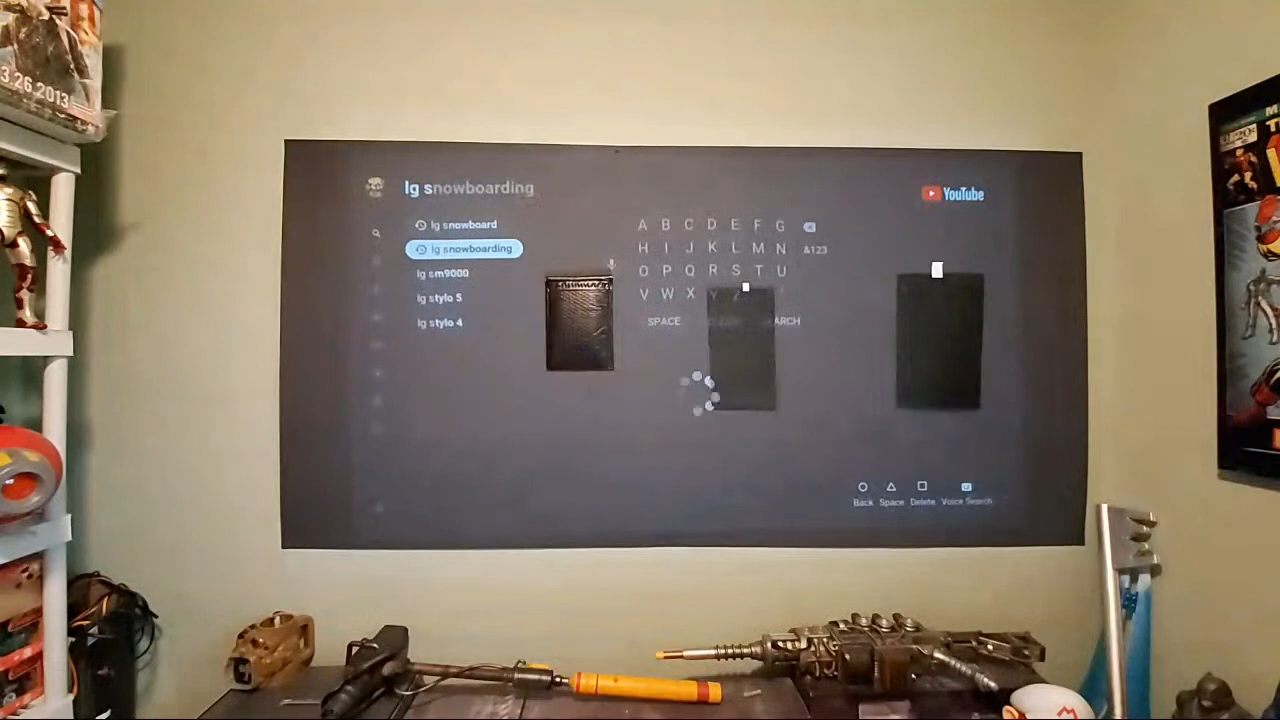 3.26.2013
lg snowboarding
YouTube
lg snowboard
lg snowboarding
lg sm9000
lg stylo 5
lg stylo 4
A B C D E F G
H I J K L M N &123
O P Q R S T U
V W X Y Z
SPACE ARCH
Back Space Delete Voice Search